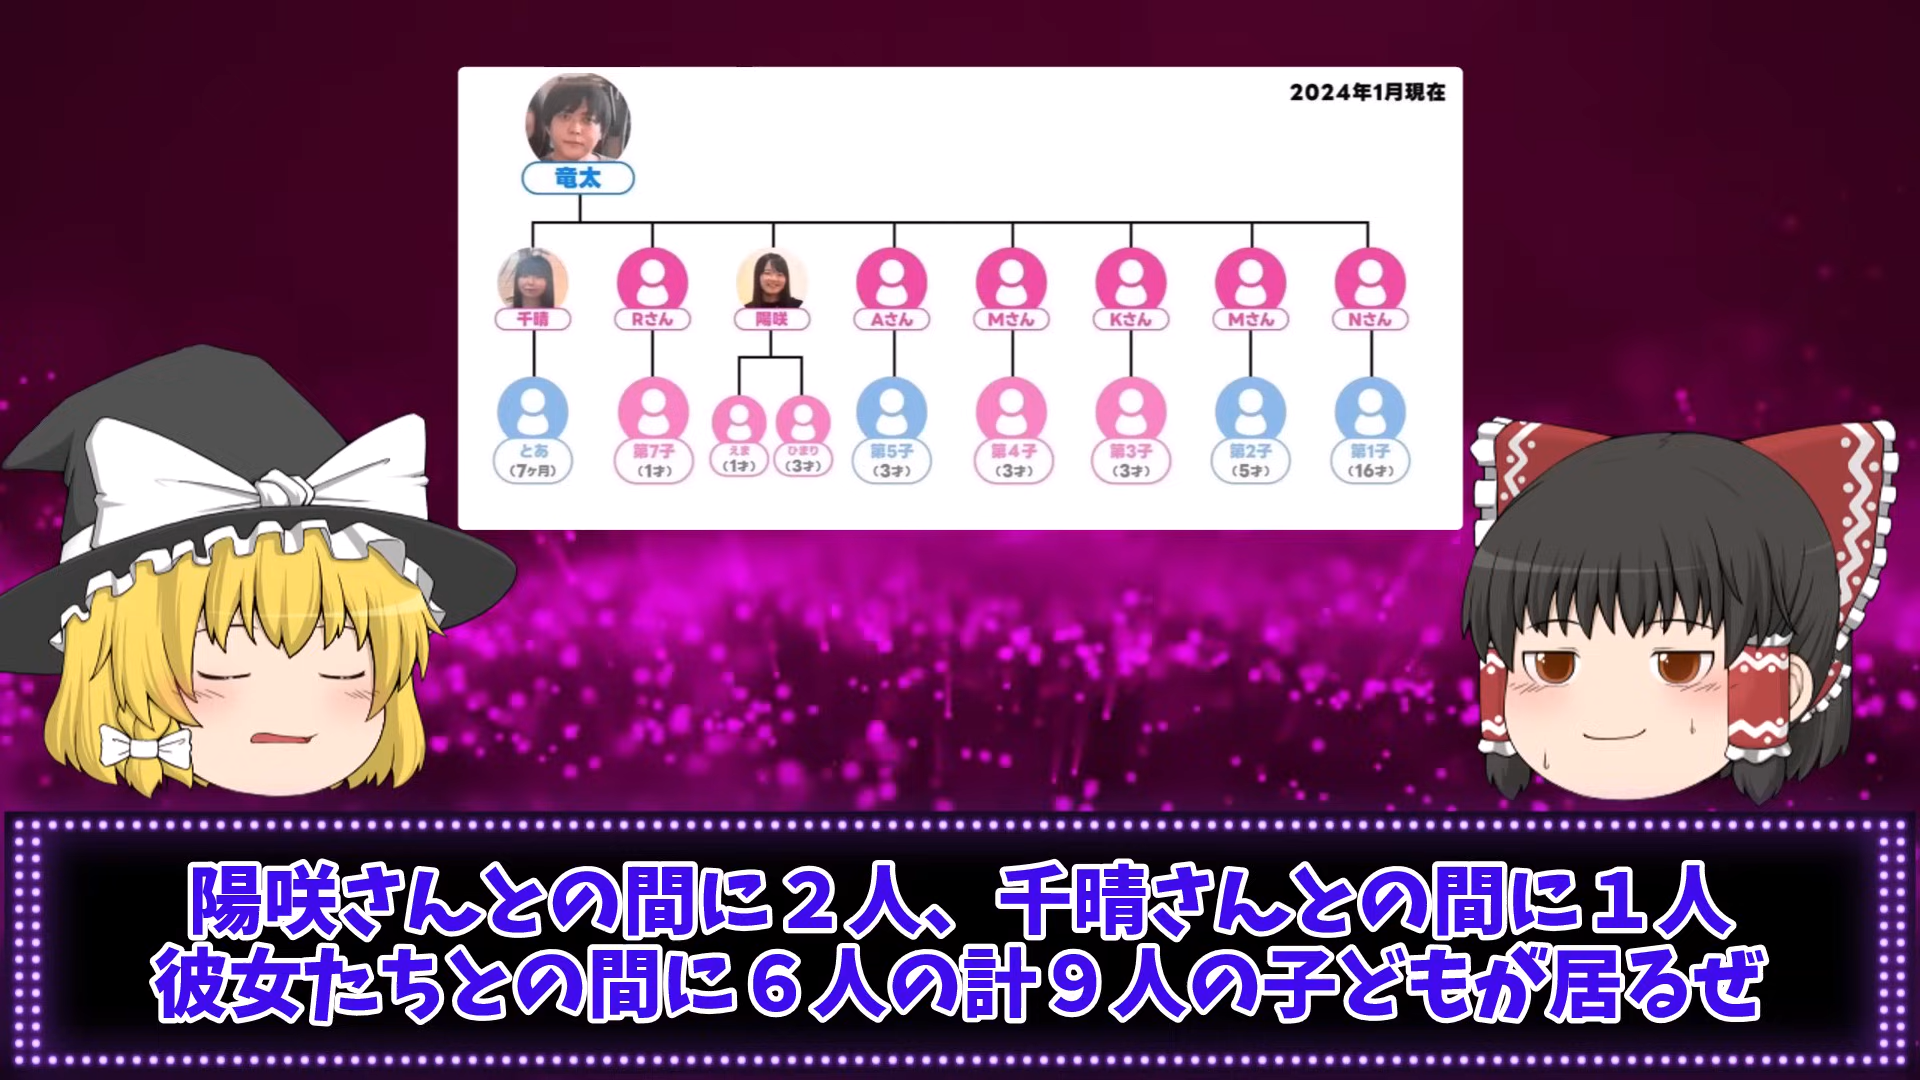 2024年1月現在
竜太
千晴
Rさん
陽咲
Aさん
Mさん
Kさん
Mさん
Nさん
とあ
(7ヶ月)
第7子
(1才)
えま
(1才)
ひまり
(3才)
第5子
(3才)
第4子
(3才)
第3子
(3才)
第2子
(5才)
第1子
(16才)
陽咲さんとの間に２人、千晴さんとの間に１人
彼女たちとの間に６人の計９人の子どもが居るぜ